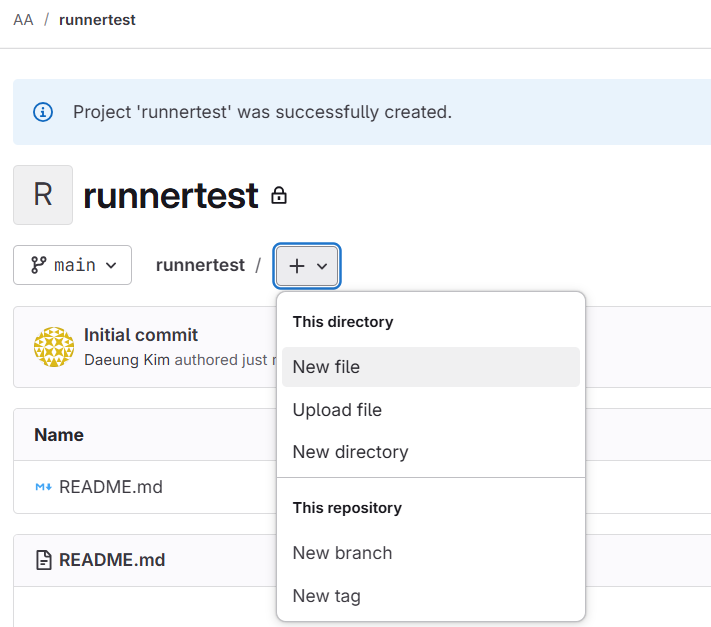 AA / runnertest
Project 'runnertest' was successfully created.
R runnertest
main runnertest / +
This directory
Initial commit
Daeung Kim authored just
New file
Upload file
Name
New directory
README.md
This repository
README.md
New branch
New tag